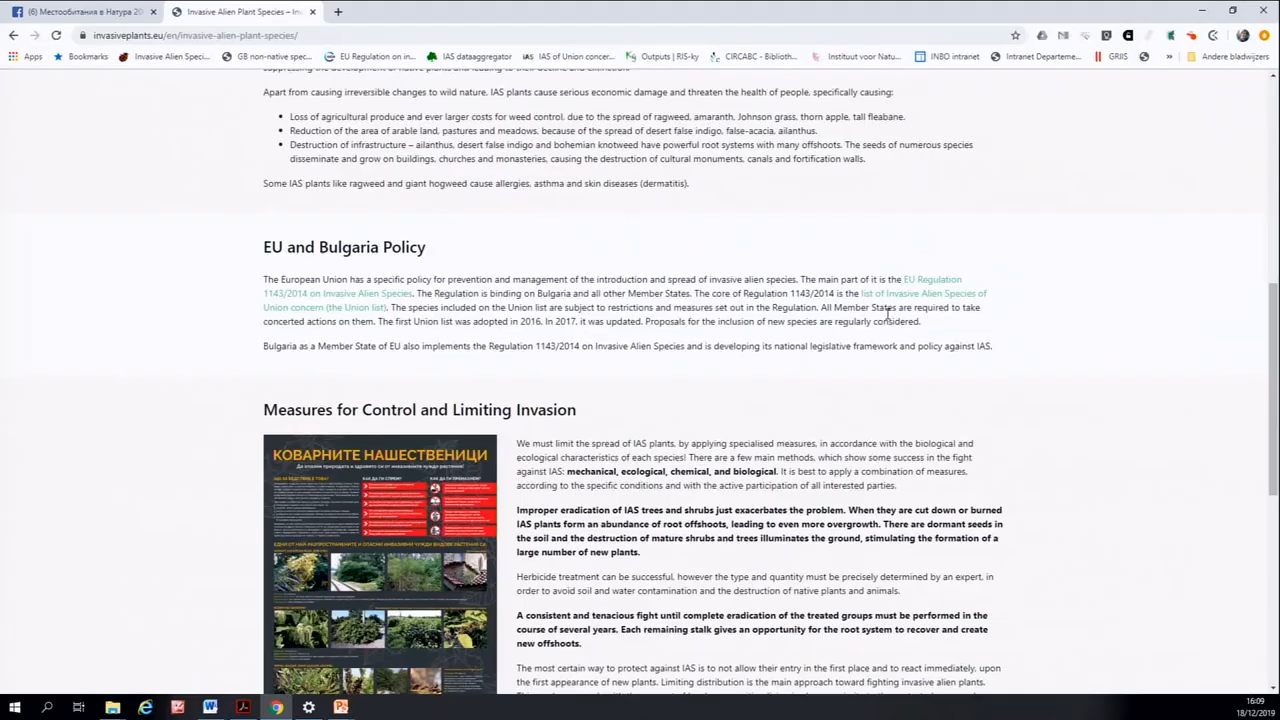 (6) Местообитания в Натура 20
Invasive Alien Plant Species – In
invasiveplants.eu/en/invasive-alien-plant-species/
Apps
Bookmarks
Invasive Alien Speci...
GB non-native spec...
EU Regulation on in...
IAS dataaggregator
IAS of Union concer...
Outputs | RIS-ky
CIRCABC - Biblioth...
Instituut voor Natu...
INBO intranet
Intranet Departeme...
GRIIS
»
Andere bladwijzers
suppressing the development of native plants and leading to their decline and extinction.
Apart from causing irreversible changes to wild nature, IAS plants cause serious economic damage and threaten the health of people, specifically causing:
• Loss of agricultural produce and ever larger costs for weed control, due to the spread of ragweed, amaranth, Johnson grass, thorn apple, tall fleabane.
• Reduction of the area of arable land, pastures and meadows, because of the spread of desert false indigo, false-acacia, ailanthus.
• Destruction of infrastructure – ailanthus, desert false indigo and bohemian knotweed have powerful root systems with many offshoots. The seeds of numerous species
disseminate and grow on buildings, churches and monasteries, causing the destruction of cultural monuments, canals and fortification walls.
Some IAS plants like ragweed and giant hogweed cause allergies, asthma and skin diseases (dermatitis).
EU and Bulgaria Policy
The European Union has a specific policy for prevention and management of the introduction and spread of invasive alien species. The main part of it is the EU Regulation
1143/2014 on Invasive Alien Species. The Regulation is binding on Bulgaria and all other Member States. The core of Regulation 1143/2014 is the list of Invasive Alien Species of
Union concern (the Union list). The species included on the Union list are subject to restrictions and measures set out in the Regulation. All Member States are required to take
concerted actions on them. The first Union list was adopted in 2016. In 2017, it was updated. Proposals for the inclusion of new species are regularly considered.
Bulgaria as a Member State of EU also implements the Regulation 1143/2014 on Invasive Alien Species and is developing its national legislative framework and policy against IAS.
Measures for Control and Limiting Invasion
КОВАРНИТЕ НАШЕСТВЕНИЦИ
Да опазим природата и здравето си от инвазивните чужди растения!
КАК ДА ГИ СПРЕМ?
We must limit the spread of IAS plants, by applying specialised measures, in accordance with the biological and
ecological characteristics of each species! There are a few main methods, which show some success in the fight
against IAS: mechanical, ecological, chemical, and biological. It is best to apply a combination of measures,
according to the specific conditions and with the active participation of all interested parties.
Improper eradication of IAS trees and shrubs just exacerbates the problem. When they are cut down or burned
IAS plants form an abundance of root offshoots, ending up in more overgrowth. There are dormant seeds in
the soil and the destruction of mature shrubs and trees illuminates the ground, stimulating the formation of a
large number of new plants.
Herbicide treatment can be successful, however the type and quantity must be precisely determined by an expert, in
order to avoid soil and water contamination and the destruction of native plants and animals.
A consistent and tenacious fight until complete eradication of the treated groups must be performed in the
course of several years. Each remaining stalk gives an opportunity for the root system to recover and create
new offshoots.
The most certain way to protect against IAS is to not allow their entry in the first place and to react immediately, upon
the first appearance of new plants. Limiting distribution is the main approach toward fighting invasive alien plants.
16:09
18/12/2019